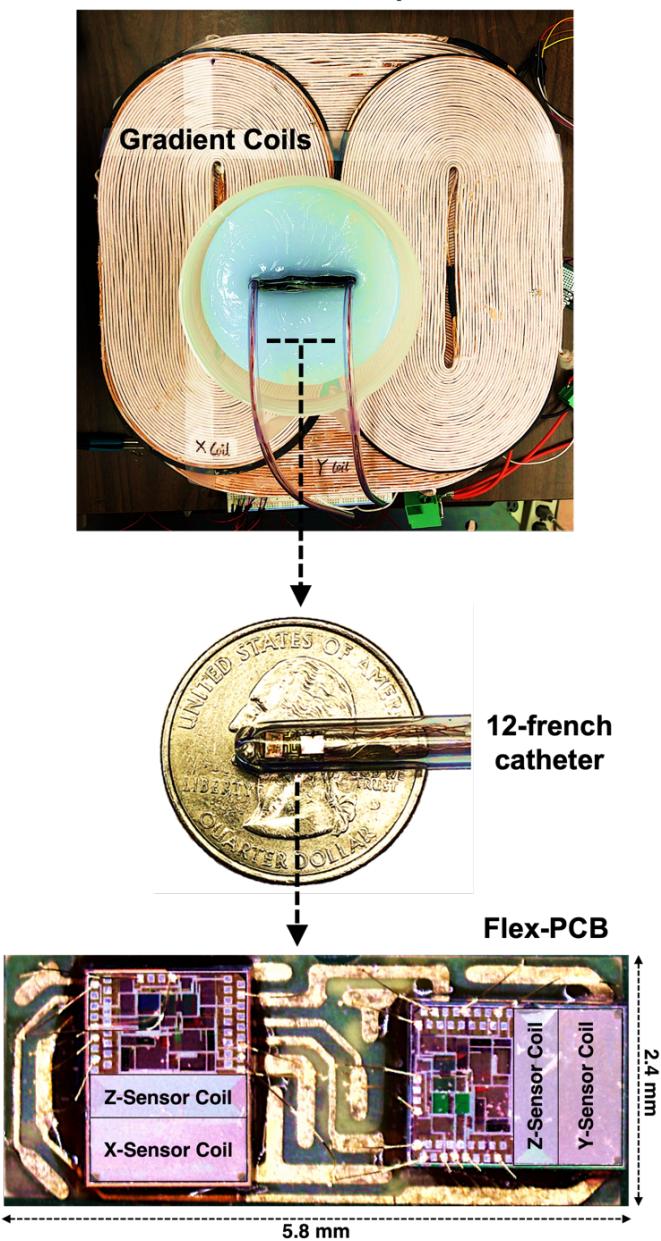 Gradient Coils
X Coil
Y Coil
UNITED STATES OF AMER
LIBERTY
TRUST
D
QUARTER DOLLAR
12-french
catheter
Flex-PCB
Z-Sensor Coil
X-Sensor Coil
Z-Sensor Coil
Y-Sensor Coil
2.4 mm
5.8 mm